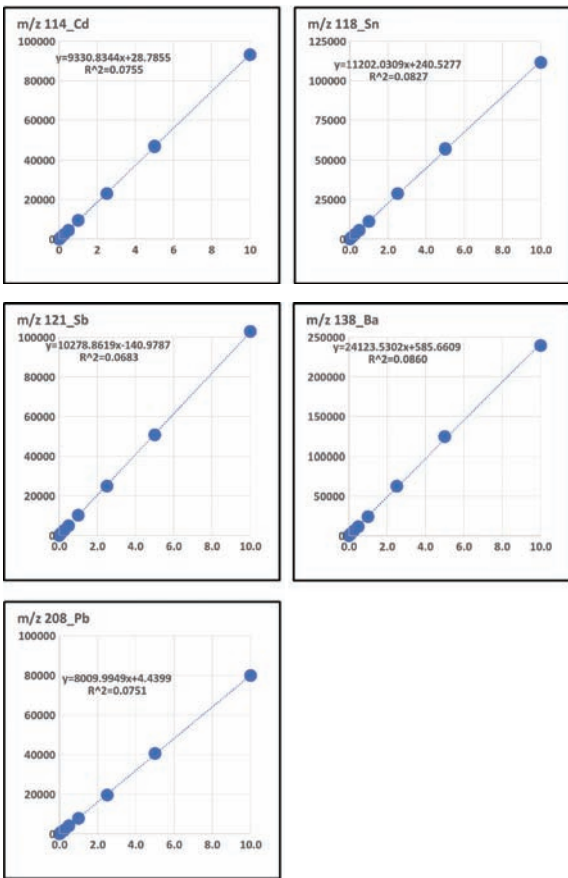 m/z 114_Cd
100000
y=9330.8344x+28.7855
R^2=0.0755
80000
60000
40000
20000
0
0.0 2.0 4 6 8 10
m/z 118_Sn
125000
y=11202.0309x+240.5277
R^2=0.0827
100000
75000
50000
25000
0
0.0 2.0 4.0 6.0 8.0 10.0
m/z 121_Sb
100000
y=10278.8619x-140.9787
R^2=0.0683
80000
60000
40000
20000
0
0.0 2.0 4.0 6.0 8.0 10.0
m/z 138_Ba
250000
y=24123.5302x+585.6609
R^2=0.0860
200000
150000
100000
50000
0
0.0 2.0 4.0 6.0 8.0 10.0
m/z 208_Pb
100000
y=8009.9949x+4.4399
R^2=0.0751
80000
60000
40000
20000
0
0.0 2.0 4.0 6.0 8.0 10.0